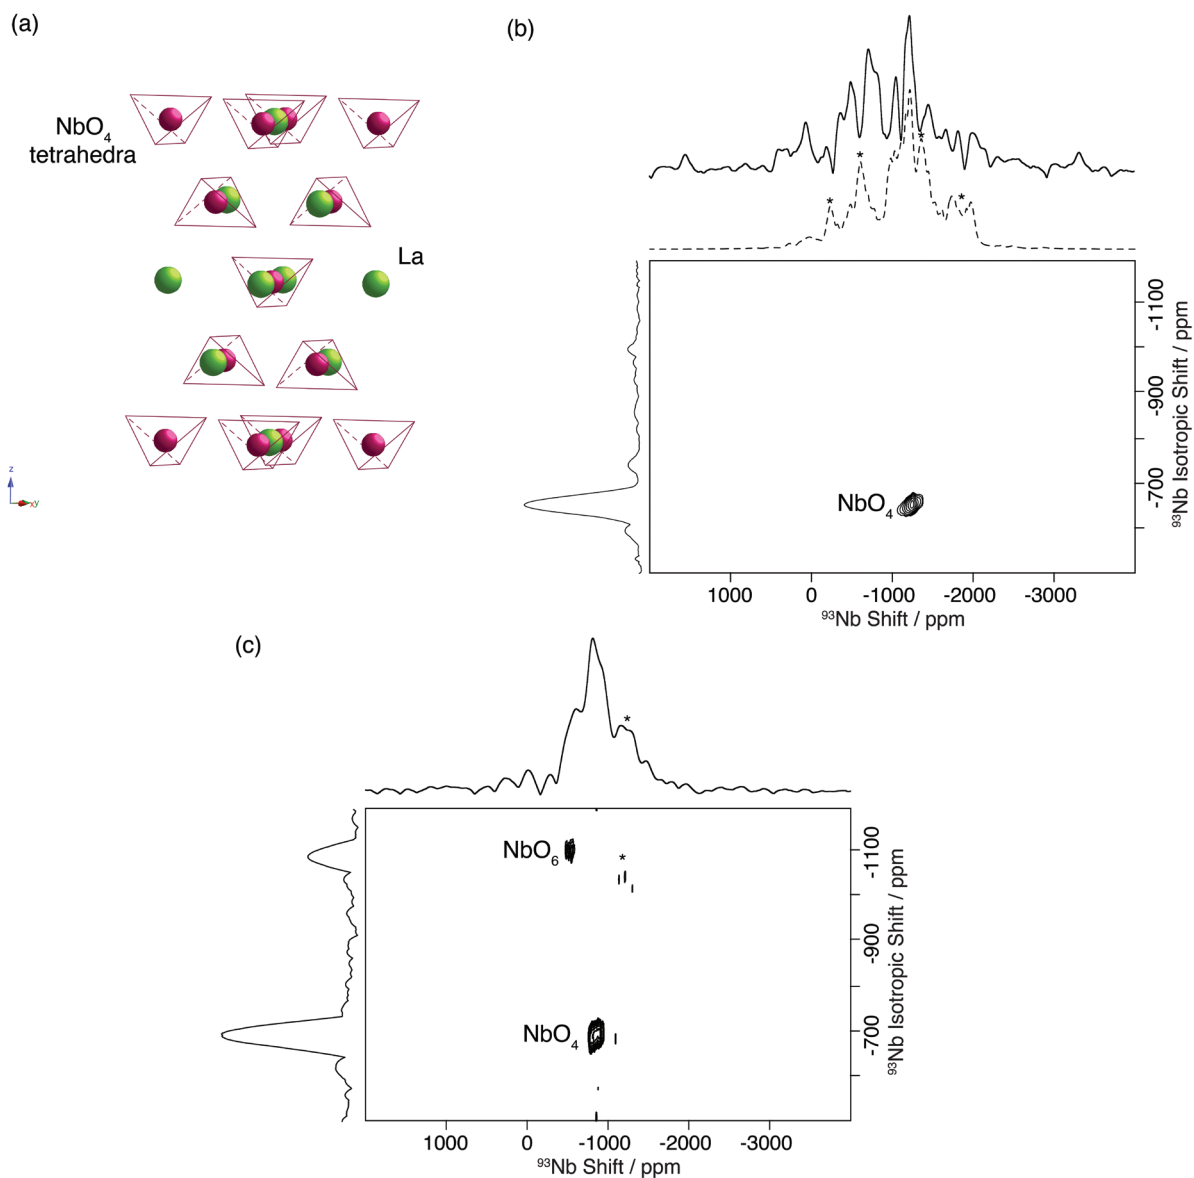 (a)
NbO₄
tetrahedra
La
z
xy
(b)
*
*
*
*
NbO₄
-1100
-900
-700
⁹³Nb Isotropic Shift / ppm
1000 0 -1000 -2000 -3000
⁹³Nb Shift / ppm
(c)
*
NbO₆
*
NbO₄
-1100
-900
-700
⁹³Nb Isotropic Shift / ppm
1000 0 -1000 -2000 -3000
⁹³Nb Shift / ppm